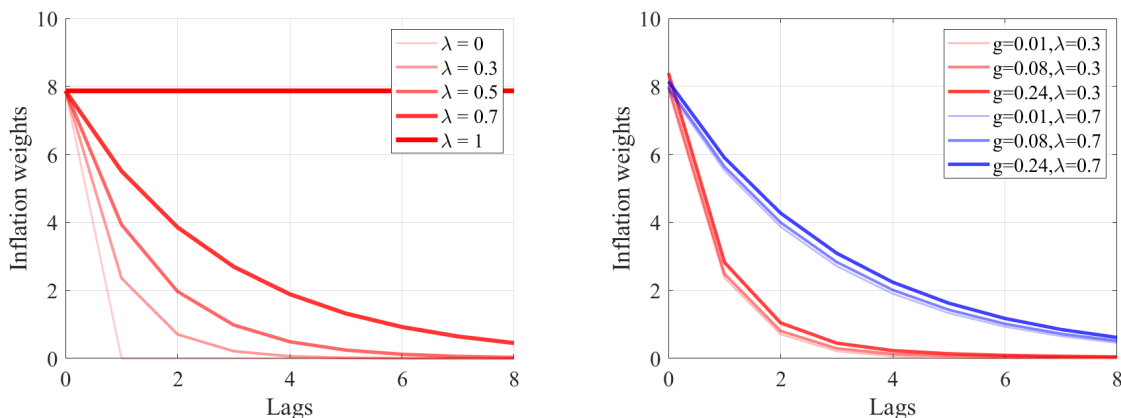 10
8
6
4
2
0
Inflation weights
0 2 4 6 8
Lags
λ = 0
λ = 0.3
λ = 0.5
λ = 0.7
λ = 1
10
8
6
4
2
0
Inflation weights
0 2 4 6 8
Lags
g=0.01,λ=0.3
g=0.08,λ=0.3
g=0.24,λ=0.3
g=0.01,λ=0.7
g=0.08,λ=0.7
g=0.24,λ=0.7